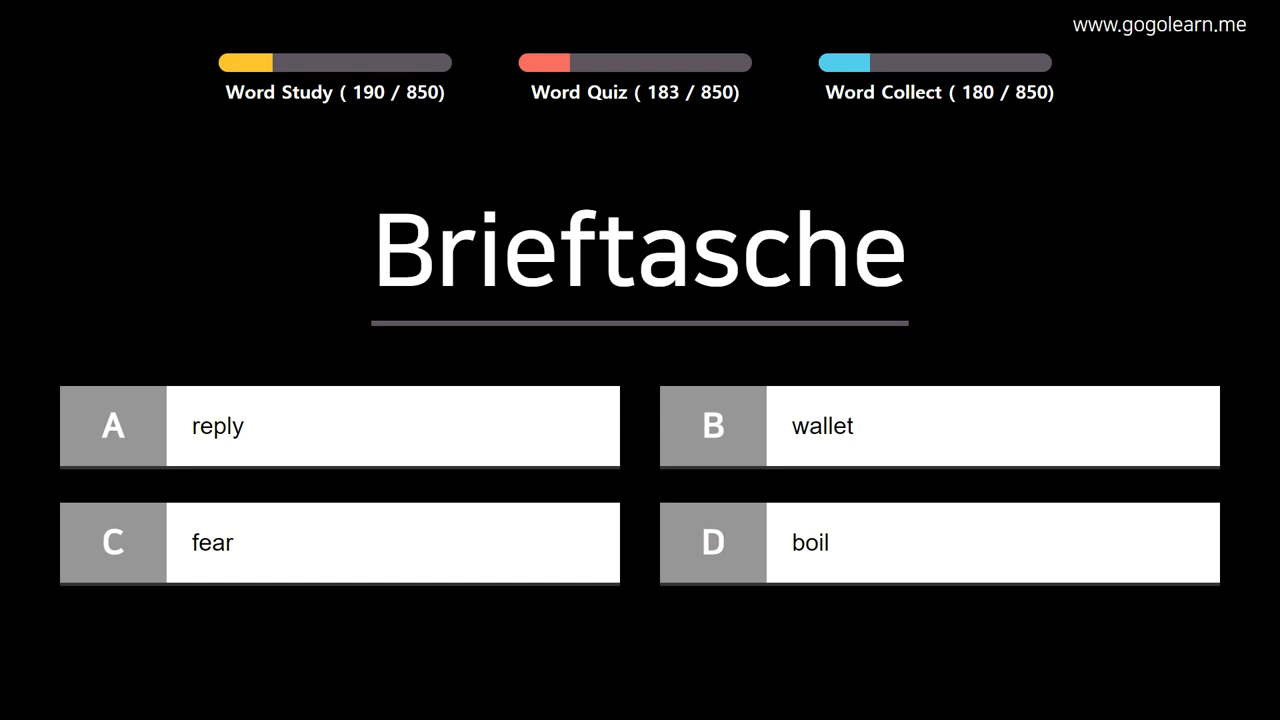 www.gogolearn.me
Word Study ( 190 / 850)
Word Quiz ( 183 / 850)
Word Collect ( 180 / 850)
Brieftasche
A reply
B wallet
C fear
D boil